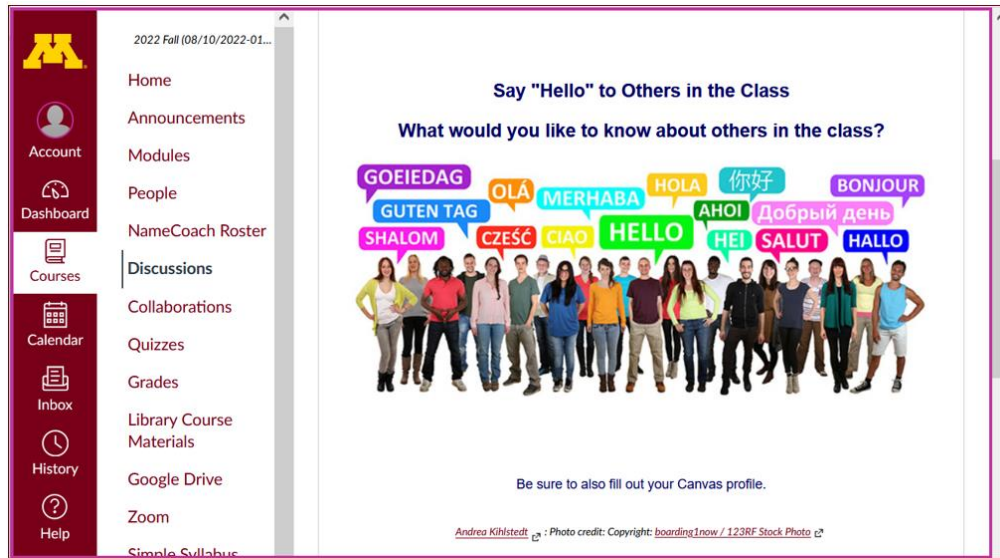 2022 Fall (08/10/2022-01...
Account
Dashboard
Courses
Calendar
Inbox
History
Help
Home
Announcements
Modules
People
NameCoach Roster
Discussions
Collaborations
Quizzes
Grades
Library Course
Materials
Google Drive
Zoom
Simple Syllabus
Say "Hello" to Others in the Class
What would you like to know about others in the class?
GOEIEDAG
OLÁ
MERHABA
HOLA
你好
BONJOUR
GUTEN TAG
AHOJ
Добрый день
SHALOM
CZEŚĆ
CIAO
HELLO
HEI
SALUT
HALLO
Be sure to also fill out your Canvas profile.
Andrea Kihlstedt : Photo credit: Copyright: boarding1now / 123RF Stock Photo